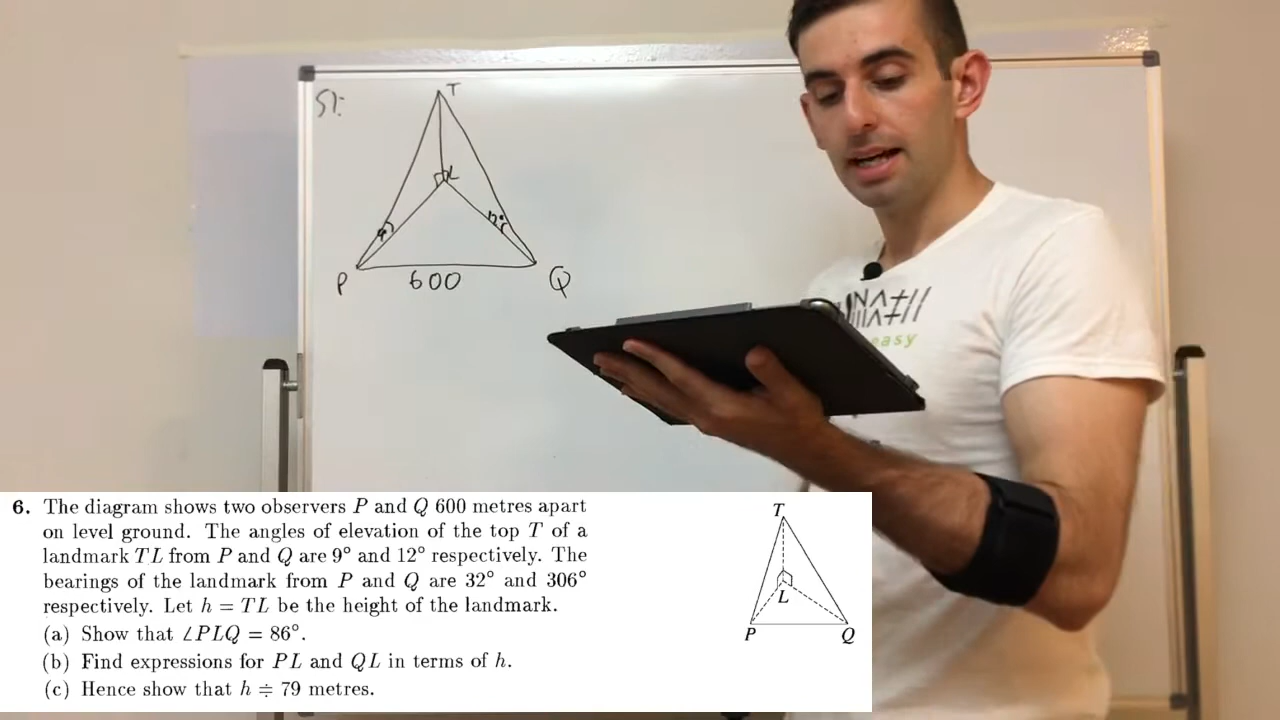 T
L
9°
12°
P
600
Q
easy
6. The diagram shows two observers P and Q 600 metres apart
on level ground. The angles of elevation of the top T of a
landmark TL from P and Q are 9° and 12° respectively. The
bearings of the landmark from P and Q are 32° and 306°
respectively. Let h = TL be the height of the landmark.
(a) Show that ∠PLQ = 86°.
(b) Find expressions for PL and QL in terms of h.
(c) Hence show that h ≑ 79 metres.
T
L
P
Q